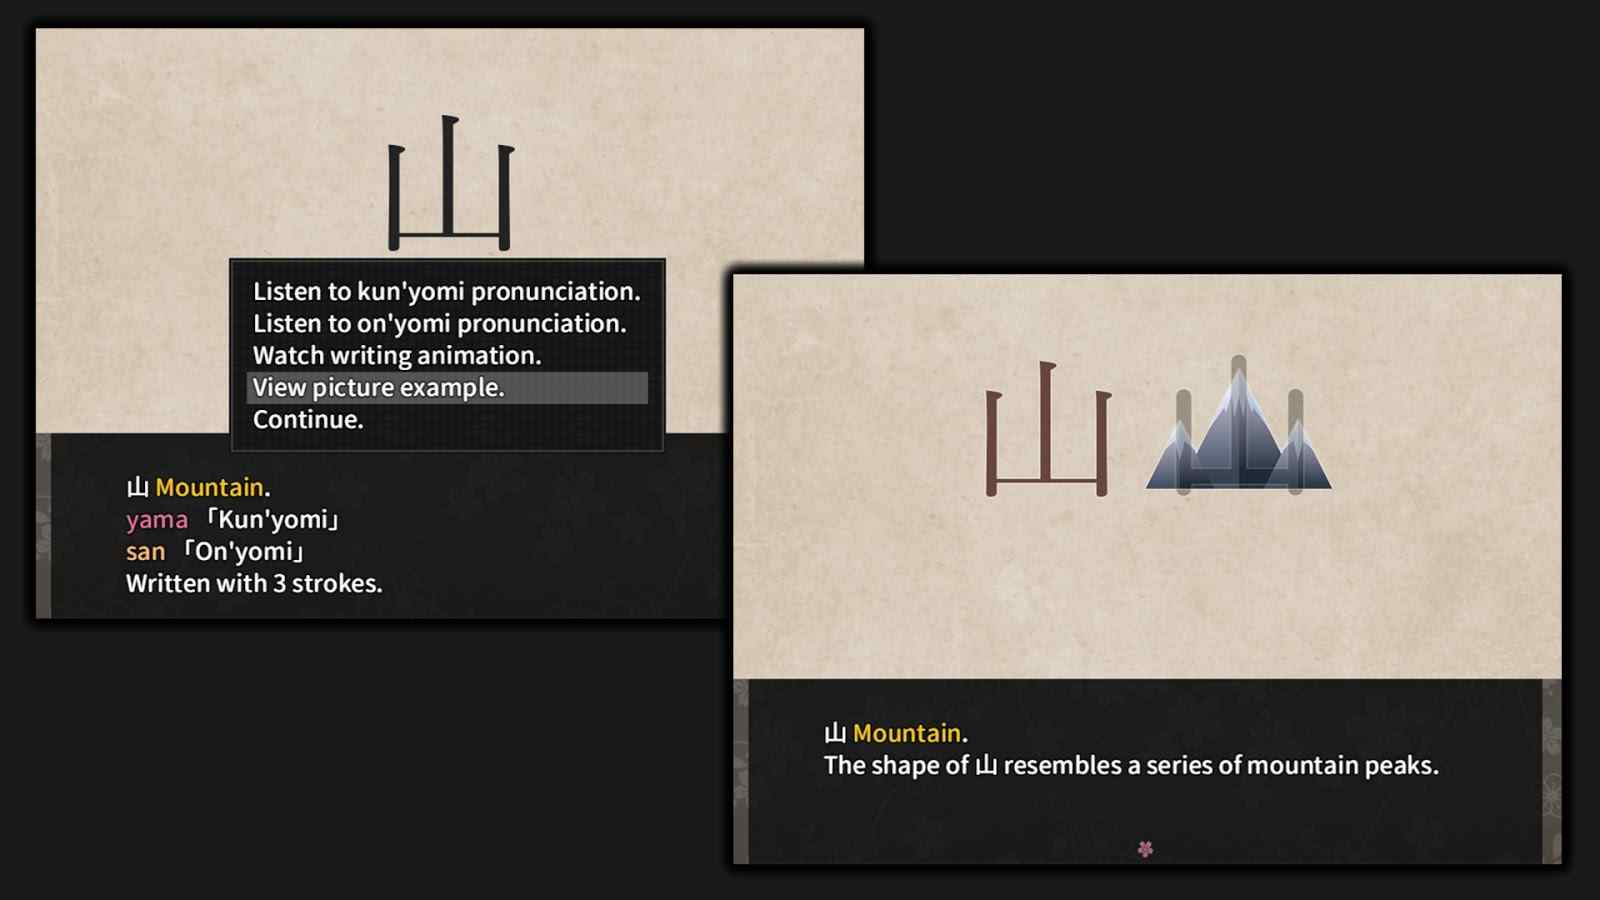 山
Listen to kun'yomi pronunciation.
Listen to on'yomi pronunciation.
Watch writing animation.
View picture example.
Continue.
山 Mountain.
yama 「Kun'yomi」
san 「On'yomi」
Written with 3 strokes.
山
山 Mountain.
The shape of 山 resembles a series of mountain peaks.